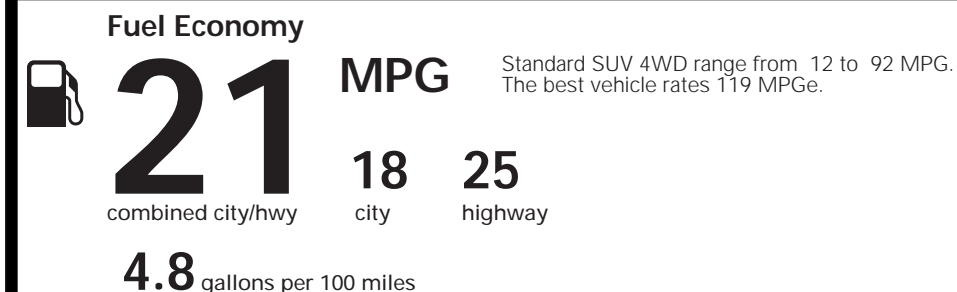 Fuel Economy
21 MPG
Standard SUV 4WD range from 12 to 92 MPG.
The best vehicle rates 119 MPGe.
18 25
combined city/hwy city highway
4.8 gallons per 100 miles